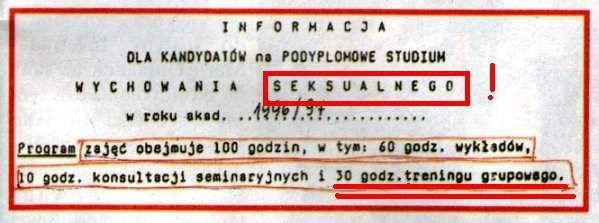 INFORMACJA
DLA KANDYDATÓW na PODYPLOMOWE STUDIUM
WYCHOWANIA SEKSUALNEGO !
w roku akad. 1996/97
Program zajęć obejmuje 100 godzin, w tym: 60 godz. wykładów,
10 godz. konsultacji seminaryjnych i 30 godz.treningu grupowego.